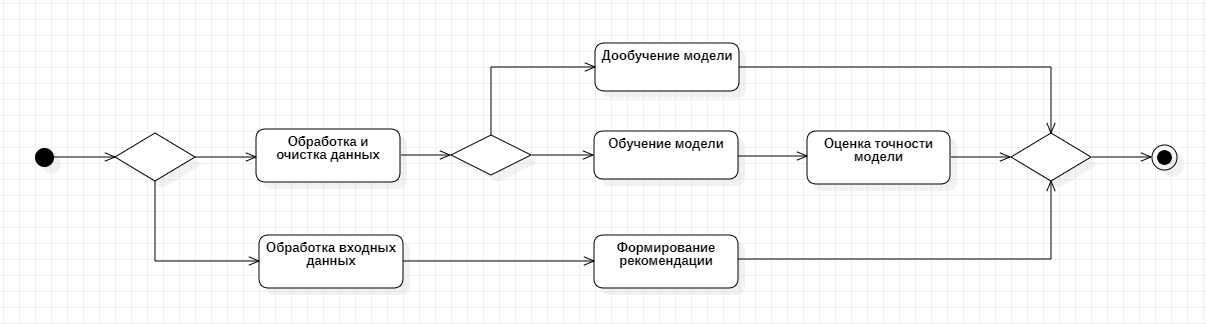 Дообучение модели
Обработка и
очистка данных
Обучение модели
Оценка точности
модели
Обработка входных
данных
Формирование
рекомендации